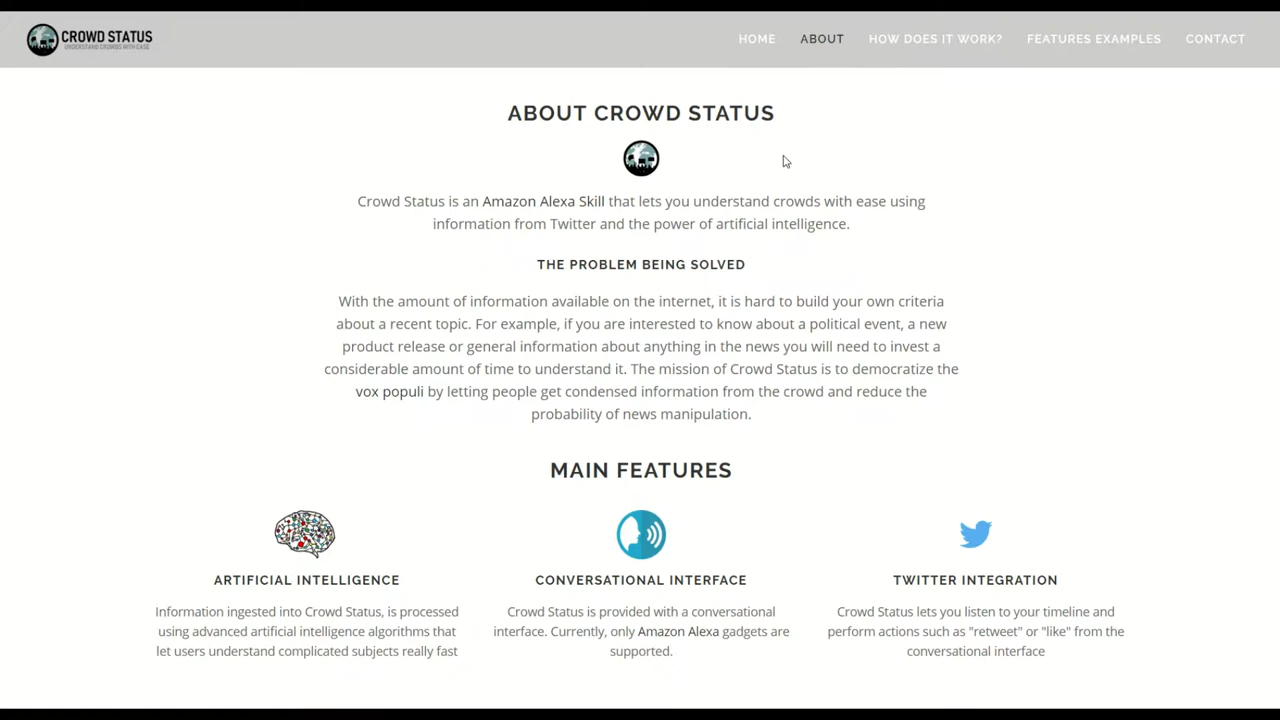 CROWD STATUS
UNDERSTAND CROWDS WITH EASE
HOME ABOUT HOW DOES IT WORK? FEATURES EXAMPLES CONTACT
ABOUT CROWD STATUS
Crowd Status is an Amazon Alexa Skill that lets you understand crowds with ease using
information from Twitter and the power of artificial intelligence.
THE PROBLEM BEING SOLVED
With the amount of information available on the internet, it is hard to build your own criteria
about a recent topic. For example, if you are interested to know about a political event, a new
product release or general information about anything in the news you will need to invest a
considerable amount of time to understand it. The mission of Crowd Status is to democratize the
vox populi by letting people get condensed information from the crowd and reduce the
probability of news manipulation.
MAIN FEATURES
ARTIFICIAL INTELLIGENCE
Information ingested into Crowd Status, is processed
using advanced artificial intelligence algorithms that
let users understand complicated subjects really fast
CONVERSATIONAL INTERFACE
Crowd Status is provided with a conversational
interface. Currently, only Amazon Alexa gadgets are
supported.
TWITTER INTEGRATION
Crowd Status lets you listen to your timeline and
perform actions such as "retweet" or "like" from the
conversational interface